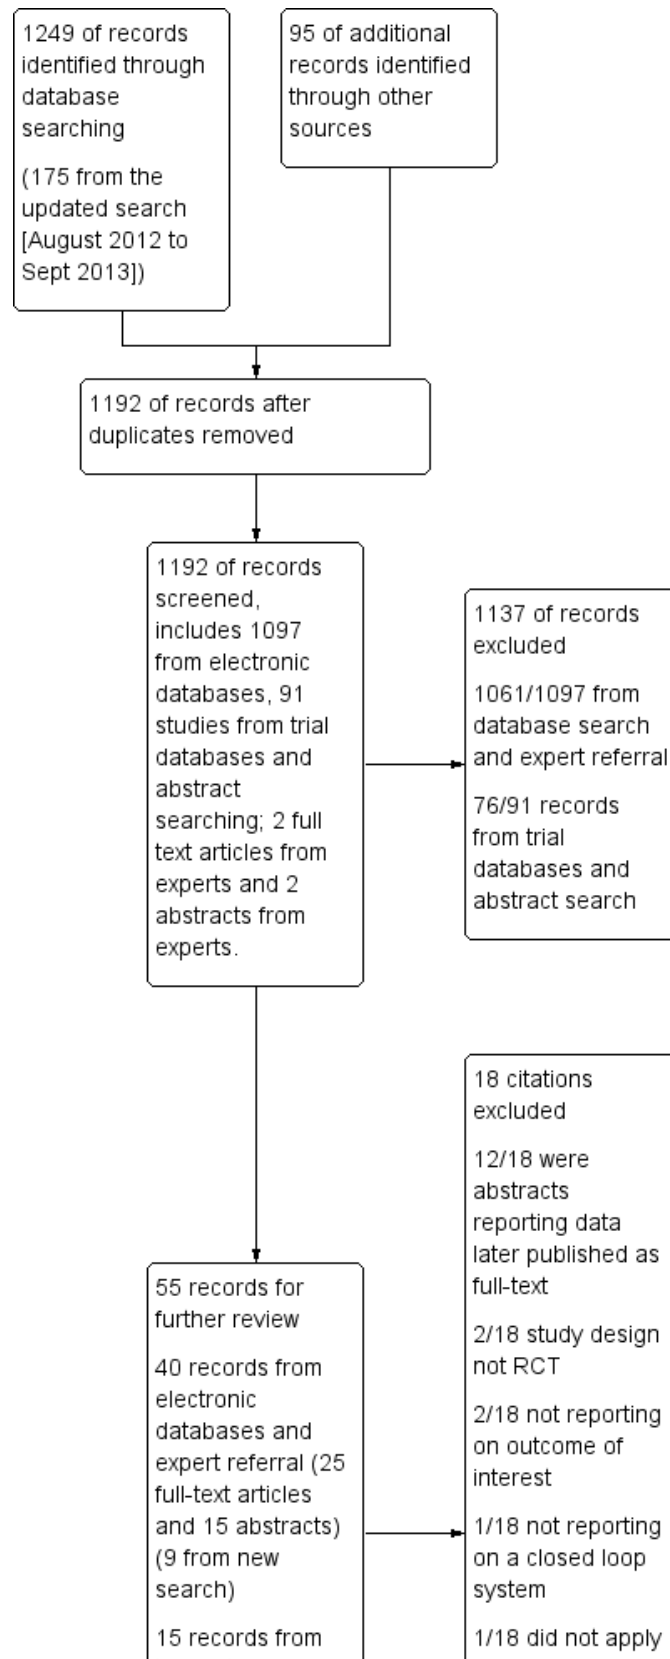 1249 of records
identified through
database
searching
(175 from the
updated search
[August 2012 to
Sept 2013])
95 of additional
records identified
through other
sources
1192 of records after
duplicates removed
1192 of records
screened,
includes 1097
from electronic
databases, 91
studies from trial
databases and
abstract
searching; 2 full
text articles from
experts and 2
abstracts from
experts.
1137 of records
excluded
1061/1097 from
database search
and expert referral
76/91 records
from trial
databases and
abstract search
55 records for
further review
40 records from
electronic
databases and
expert referral (25
full-text articles
and 15 abstracts)
(9 from new
search)
15 records from
18 citations
excluded
12/18 were
abstracts
reporting data
later published as
full-text
2/18 study design
not RCT
2/18 not reporting
on outcome of
interest
1/18 not reporting
on a closed loop
system
1/18 did not apply